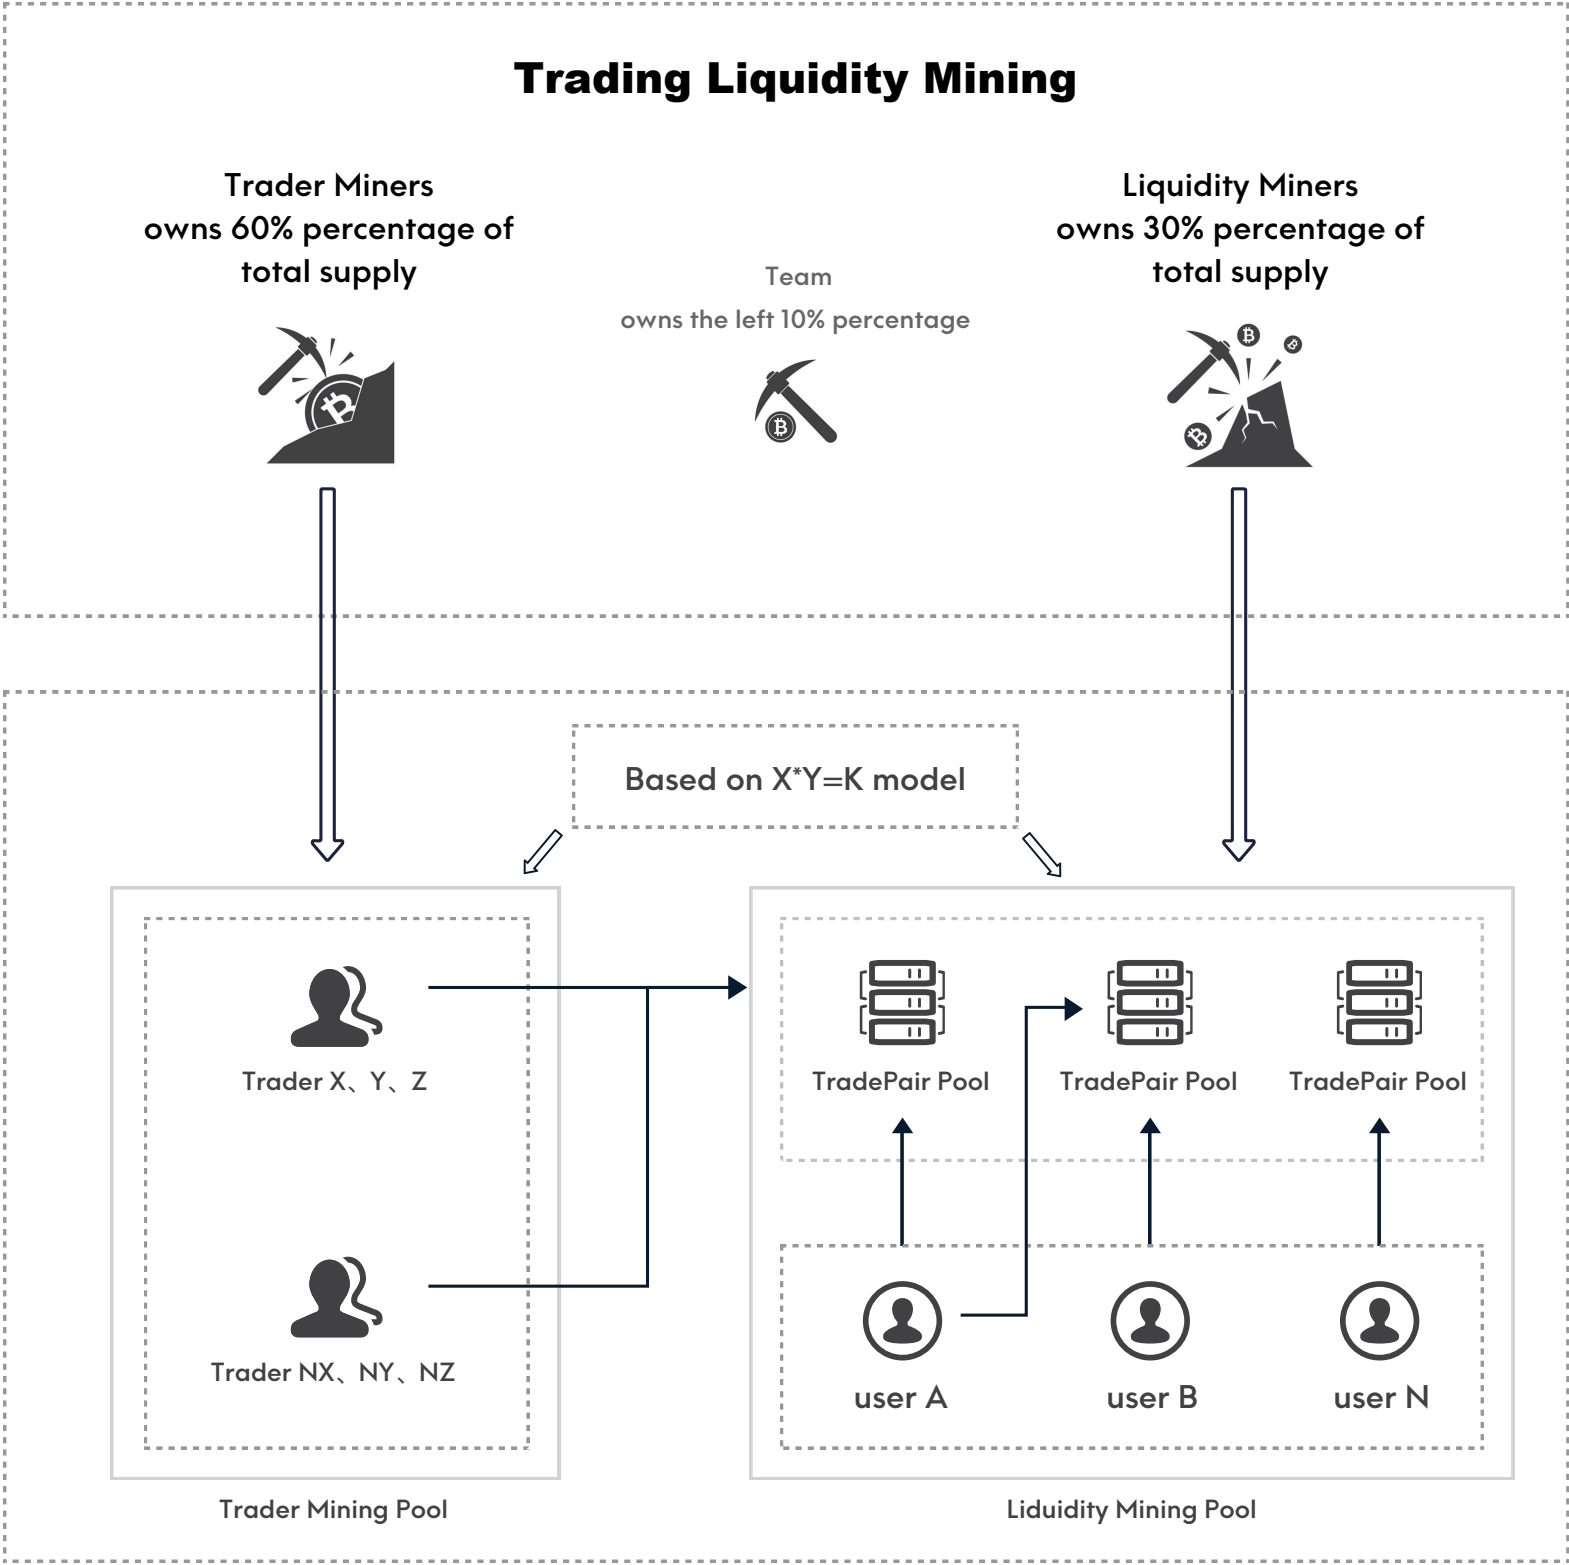 Trading Liquidity Mining
Trader Miners
owns 60% percentage of
total supply
Team
owns the left 10% percentage
Liquidity Miners
owns 30% percentage of
total supply
Based on X*Y=K model
Trader X、Y、Z
Trader NX、NY、NZ
Trader Mining Pool
TradePair Pool
TradePair Pool
TradePair Pool
user A
user B
user N
Liduidity Mining Pool